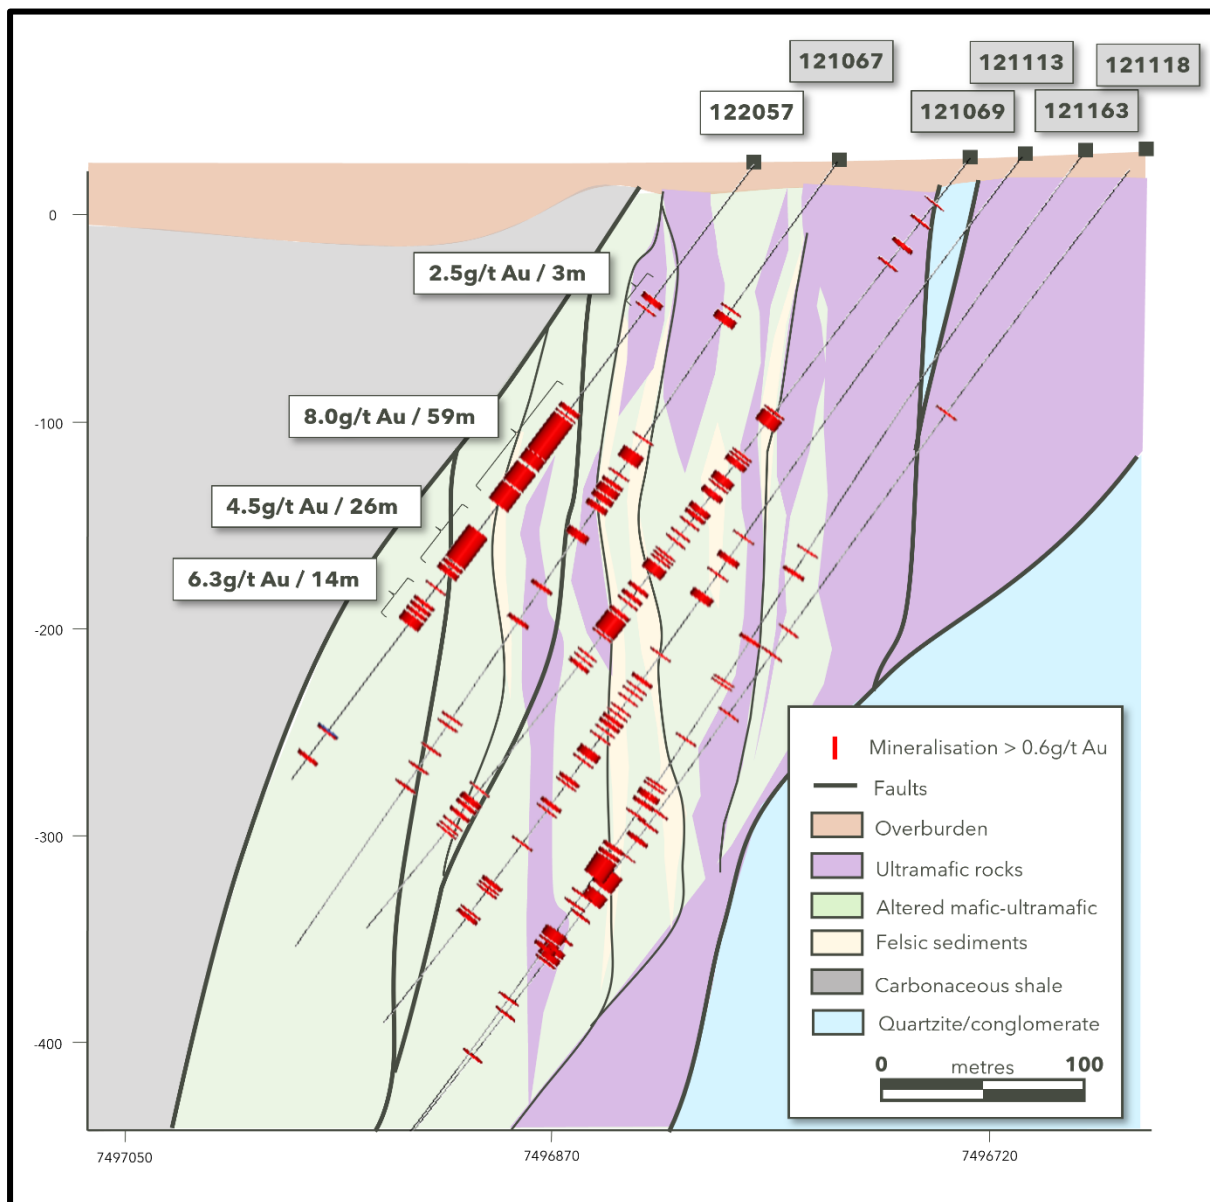 121067
121113
121118
122057
121069
121163
0
2.5g/t Au / 3m
8.0g/t Au / 59m
-100
4.5g/t Au / 26m
6.3g/t Au / 14m
-200
-300
-400
Mineralisation > 0.6g/t Au
Faults
Overburden
Ultramafic rocks
Altered mafic-ultramafic
Felsic sediments
Carbonaceous shale
Quartzite/conglomerate
0 metres 100
7497050
7496870
7496720